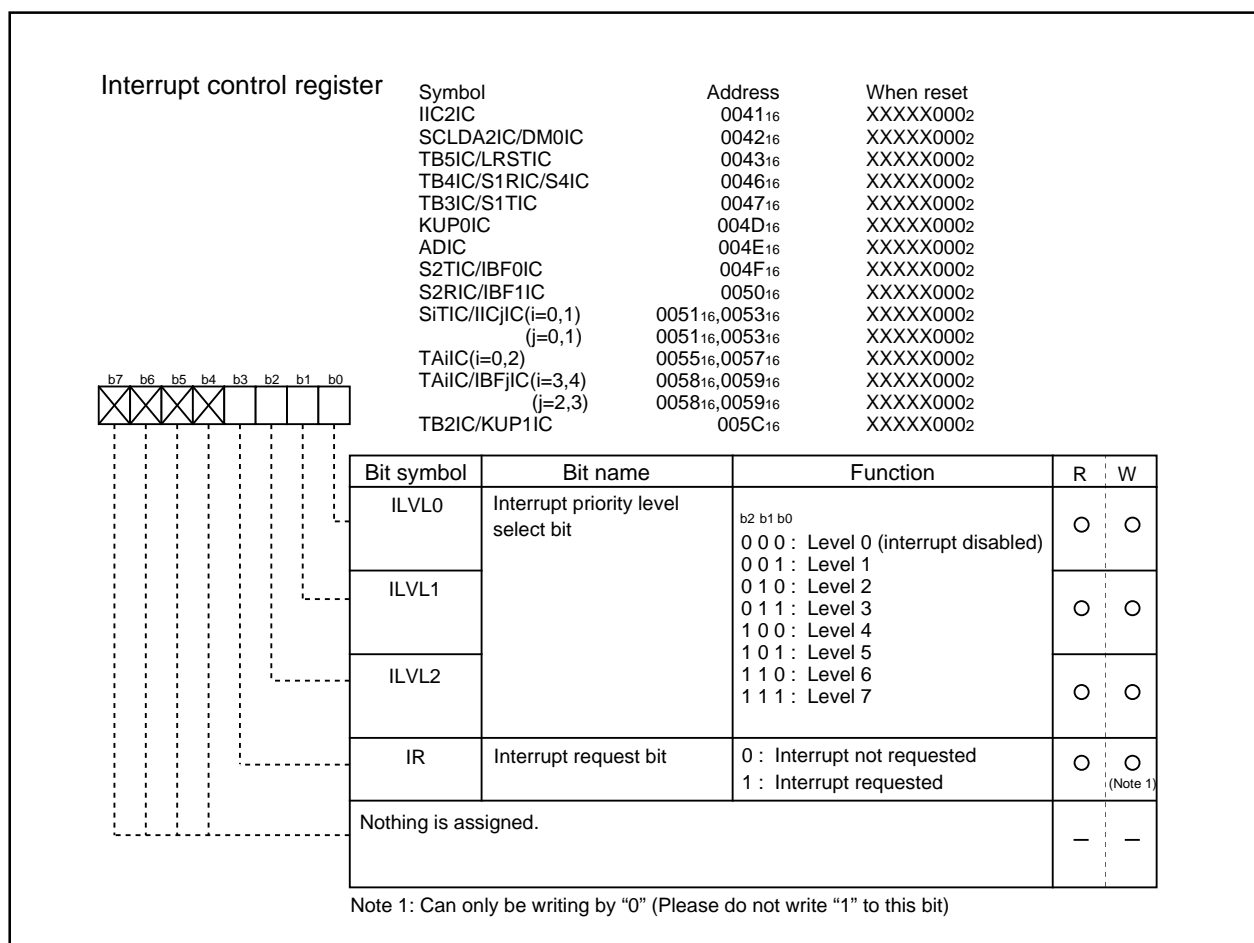 Interrupt control register
Symbol Address When reset
IIC2IC 004116 XXXXX0002
SCLDA2IC/DM0IC 004216 XXXXX0002
TB5IC/LRSTIC 004316 XXXXX0002
TB4IC/S1RIC/S4IC 004616 XXXXX0002
TB3IC/S1TIC 004716 XXXXX0002
KUP0IC 004D16 XXXXX0002
ADIC 004E16 XXXXX0002
S2TIC/IBF0IC 004F16 XXXXX0002
S2RIC/IBF1IC 005016 XXXXX0002
SiTIC/IICjIC(i=0,1) 005116,005316 XXXXX0002
(j=0,1) 005116,005316 XXXXX0002
TAiIC(i=0,2) 005516,005716 XXXXX0002
TAiIC/IBFjIC(i=3,4) 005816,005916 XXXXX0002
(j=2,3) 005816,005916 XXXXX0002
TB2IC/KUP1IC 005C16 XXXXX0002
b7 b6 b5 b4 b3 b2 b1 b0
Bit symbol Bit name Function R W
ILVL0 Interrupt priority level
select bit
b2 b1 b0
0 0 0 : Level 0 (interrupt disabled)
0 0 1 : Level 1
ILVL1 0 1 0 : Level 2
0 1 1 : Level 3
1 0 0 : Level 4
1 0 1 : Level 5
ILVL2 1 1 0 : Level 6
1 1 1 : Level 7
IR Interrupt request bit 0 : Interrupt not requested
1 : Interrupt requested (Note 1)
Nothing is assigned.
– –
Note 1: Can only be writing by “0” (Please do not write “1” to this bit)